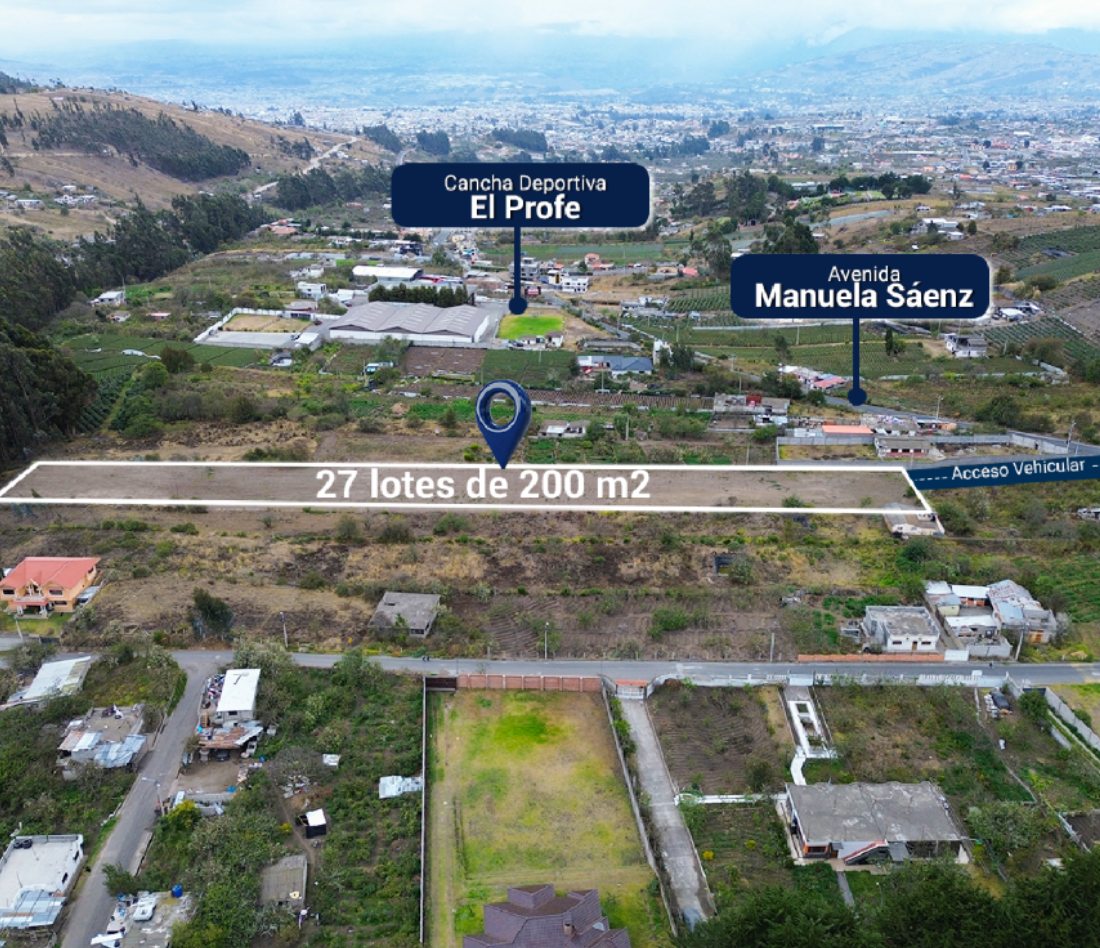 Cancha Deportiva
El Profe
Avenida
Manuela Sáenz
27 lotes de 200 m2
Acceso Vehicular